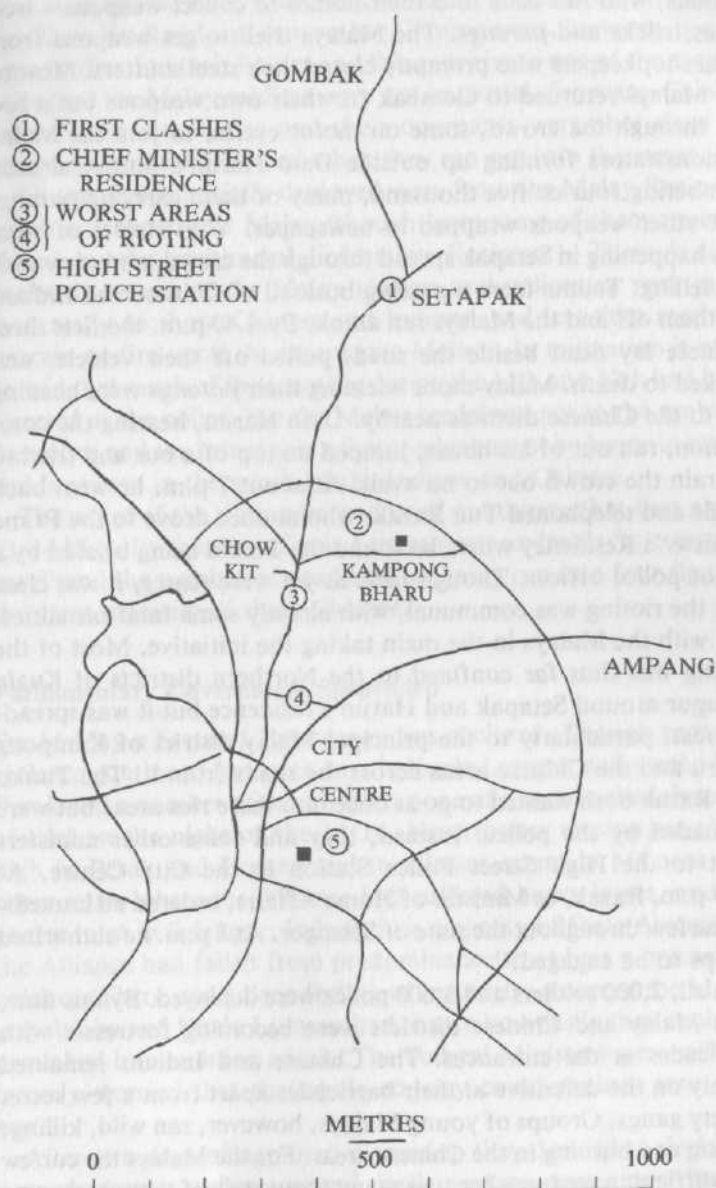 GOMBAK
① FIRST CLASHES
② CHIEF MINISTER'S
RESIDENCE
③ WORST AREAS
④ OF RIOTING
⑤ HIGH STREET
POLICE STATION
① SETAPAK
②
CHOW
KIT
KAMPONG
BHARU
③
AMPANG
④
CITY
CENTRE
⑤
METRES
0 500 1000